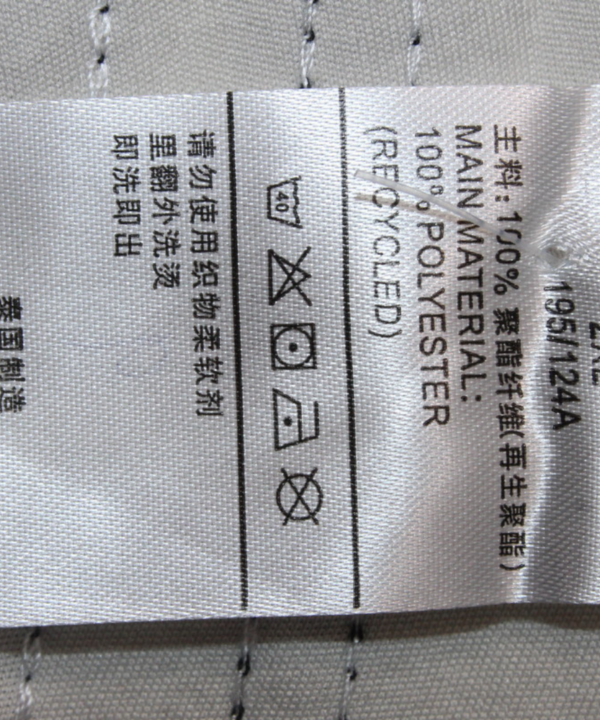 195/124A
主料:100% 聚酯纤维(再生聚酯)
MAIN MATERIAL:
100% POLYESTER
(RECYCLED)
40
请勿使用织物柔软剂
里翻外洗烫
即洗即出
泰国制造